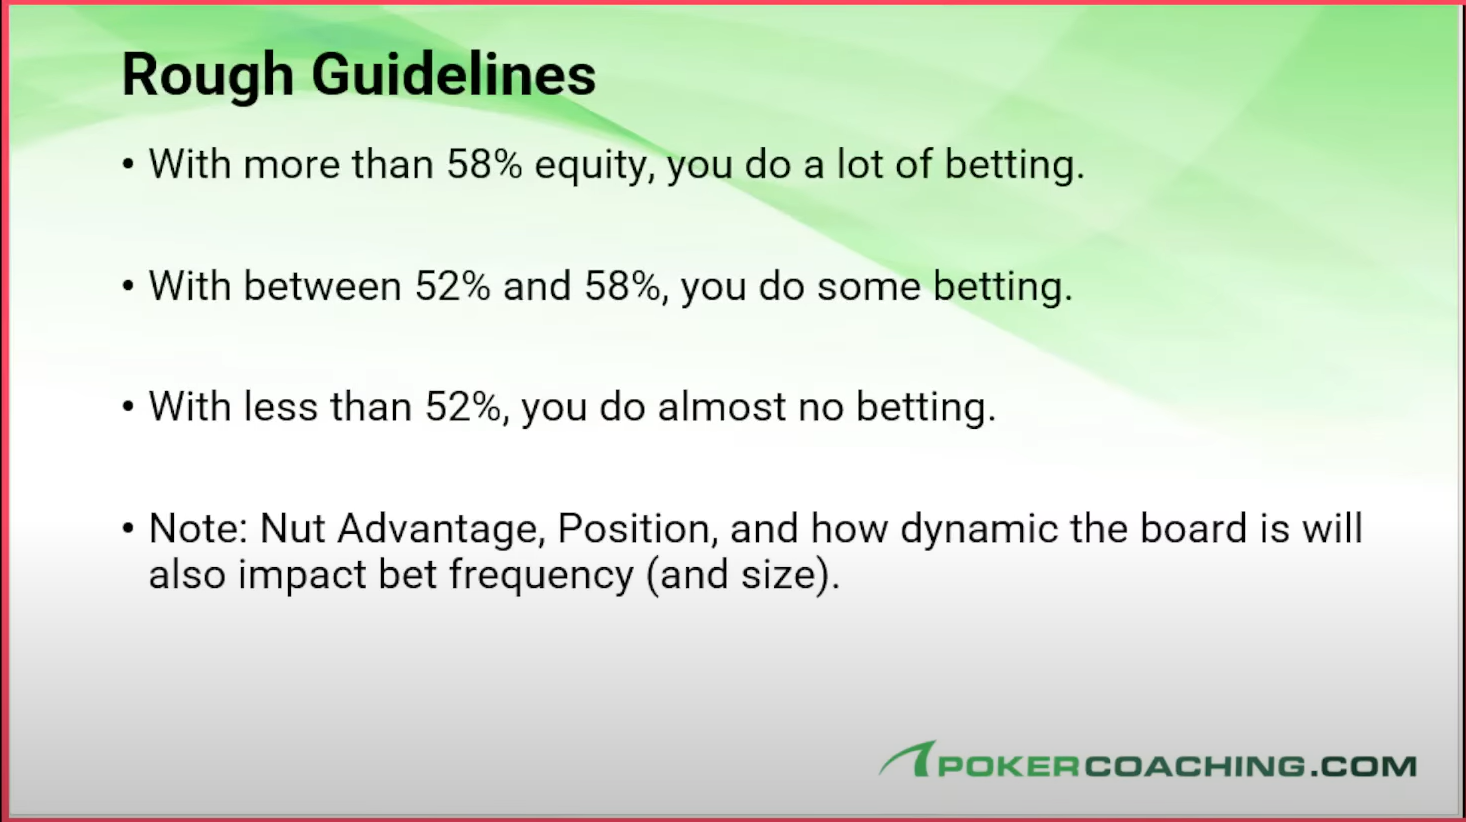 Rough Guidelines
• With more than 58% equity, you do a lot of betting.
• With between 52% and 58%, you do some betting.
• With less than 52%, you do almost no betting.
• Note: Nut Advantage, Position, and how dynamic the board is will
also impact bet frequency (and size).
POKERCOACHING.COM